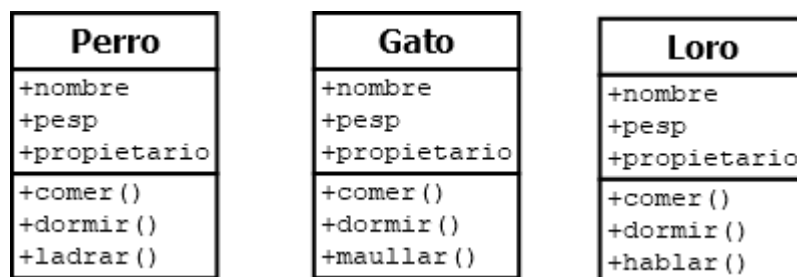 Perro
+nombre
+pesp
+propietario
+comer()
+dormir()
+ladrar()
Gato
+nombre
+pesp
+propietario
+comer()
+dormir()
+maullar()
Loro
+nombre
+pesp
+propietario
+comer()
+dormir()
+hablar()